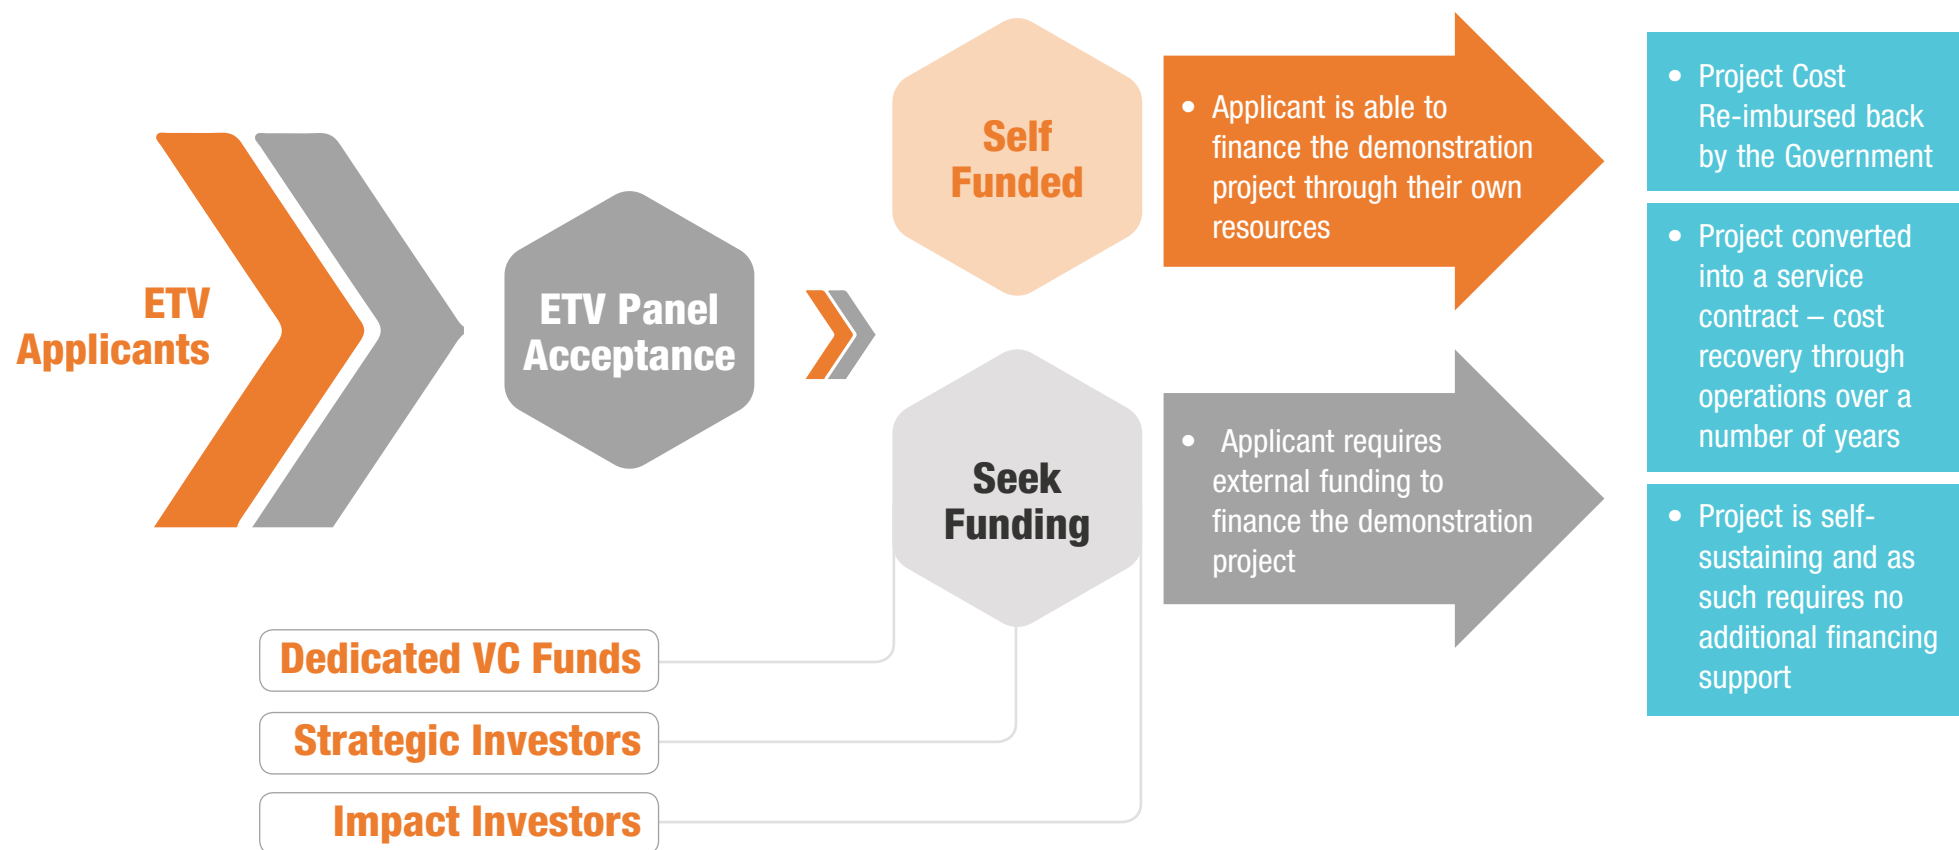 ETV
Applicants
ETV Panel
Acceptance
Self
Funded
• Applicant is able to
finance the demonstration
project through their own
resources
Seek
Funding
• Applicant requires
external funding to
finance the demonstration
project
Dedicated VC Funds
Strategic Investors
Impact Investors
• Project Cost
Re-imbursed back
by the Government
• Project converted
into a service
contract – cost
recovery through
operations over a
number of years
• Project is self-
sustaining and as
such requires no
additional financing
support